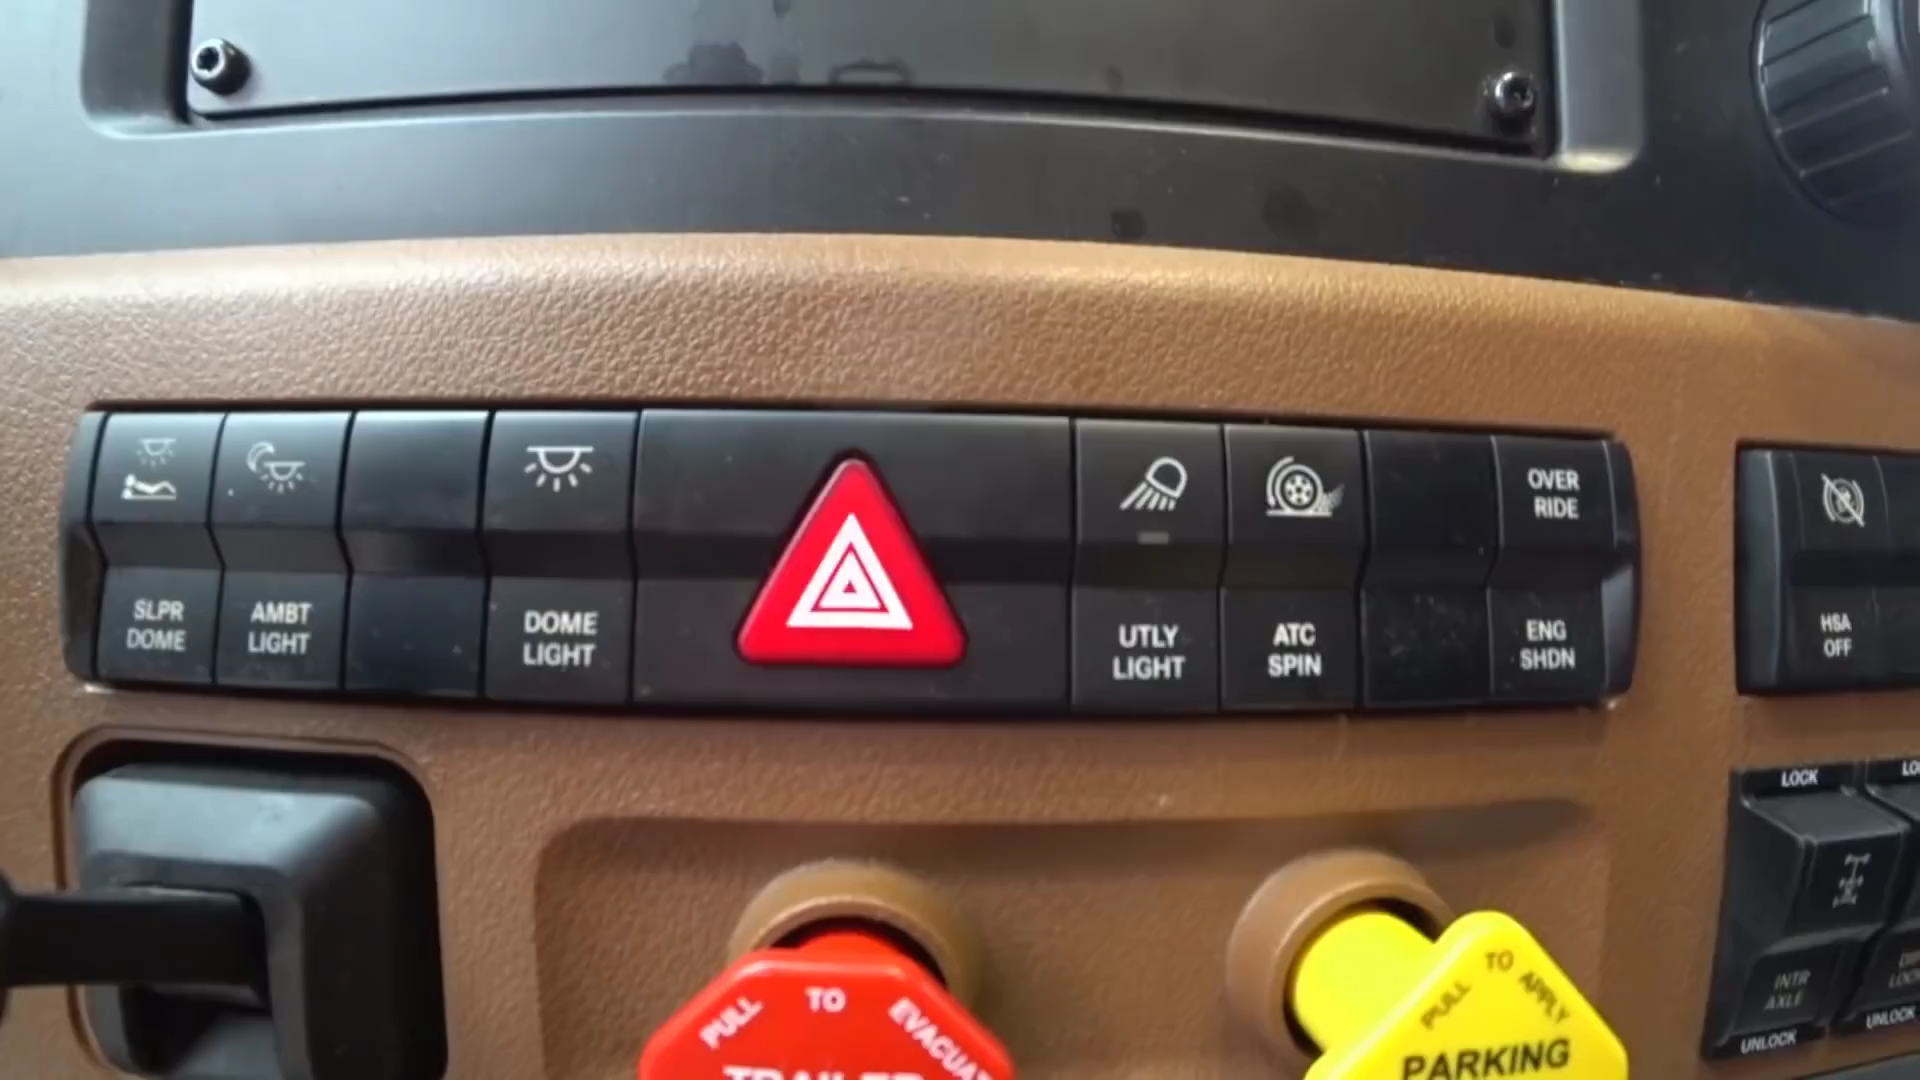 SLPR
DOME
AMBT
LIGHT
DOME
LIGHT
UTLY
LIGHT
ATC
SPIN
OVER
RIDE
ENG
SHDN
HSA
OFF
LOCK
INTR
AXLE
UNLOCK
LOCK
UNLOCK
PULL TO
TRAILER
PULL TO APPLY
PARKING